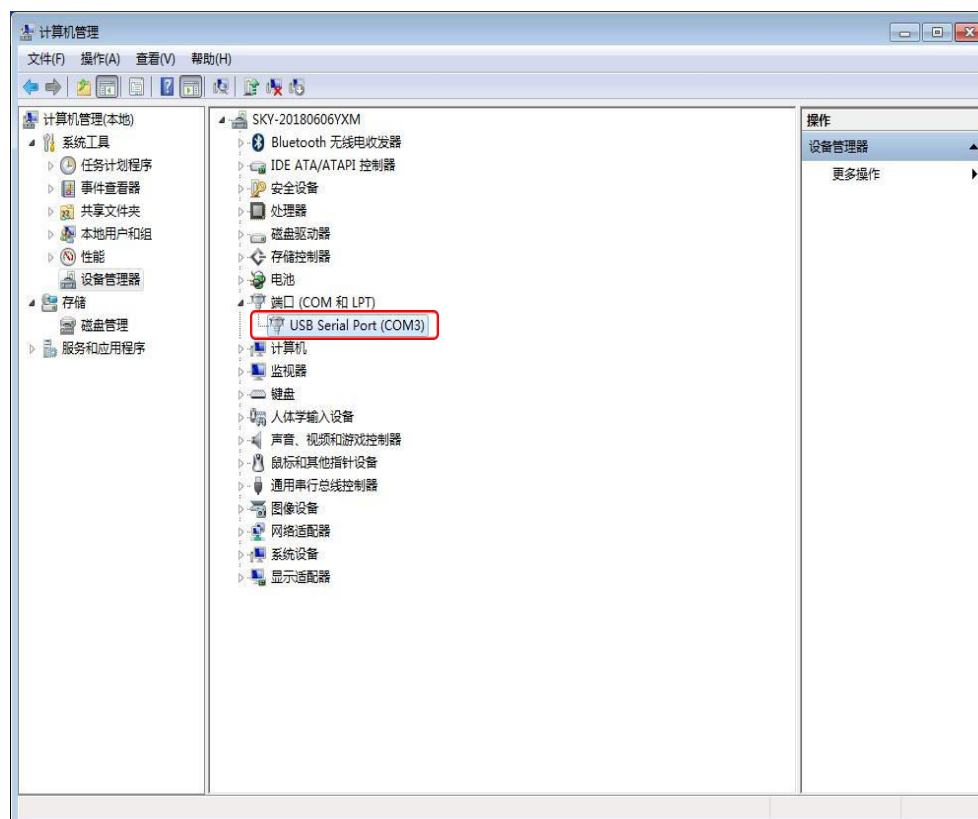 计算机管理
文件(F) 操作(A) 查看(V) 帮助(H)
计算机管理(本地)
系统工具
任务计划程序
事件查看器
共享文件夹
本地用户和组
性能
设备管理器
存储
磁盘管理
服务和应用程序
SKY-20180606YXM
Bluetooth 无线电收发器
IDE ATA/ATAPI 控制器
安全设备
处理器
磁盘驱动器
存储控制器
电池
端口 (COM 和 LPT)
USB Serial Port (COM3)
计算机
监视器
键盘
人体学输入设备
声音、视频和游戏控制器
鼠标和其他指针设备
通用串行总线控制器
图像设备
网络适配器
系统设备
显示适配器
操作
设备管理器
更多操作